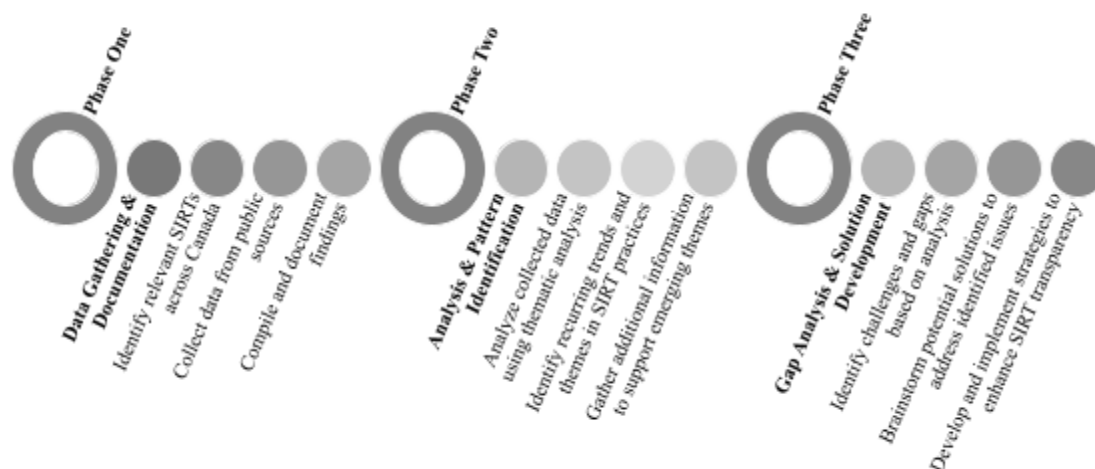 Phase One
Data Gathering &
Documentation
Identify relevant SIRTs
across Canada
Collect data from public
sources
Compile and document
findings
Phase Two
Analysis & Pattern
Identification
Analyze collected data
using thematic analysis
Identify recurring trends and
themes in SIRT practices
Gather additional information
to support emerging themes
Phase Three
Gap Analysis & Solution
Development
Identify challenges and gaps
based on analysis
Brainstorm potential solutions to
address identified issues
Develop and implement strategies to
enhance SIRT transparency